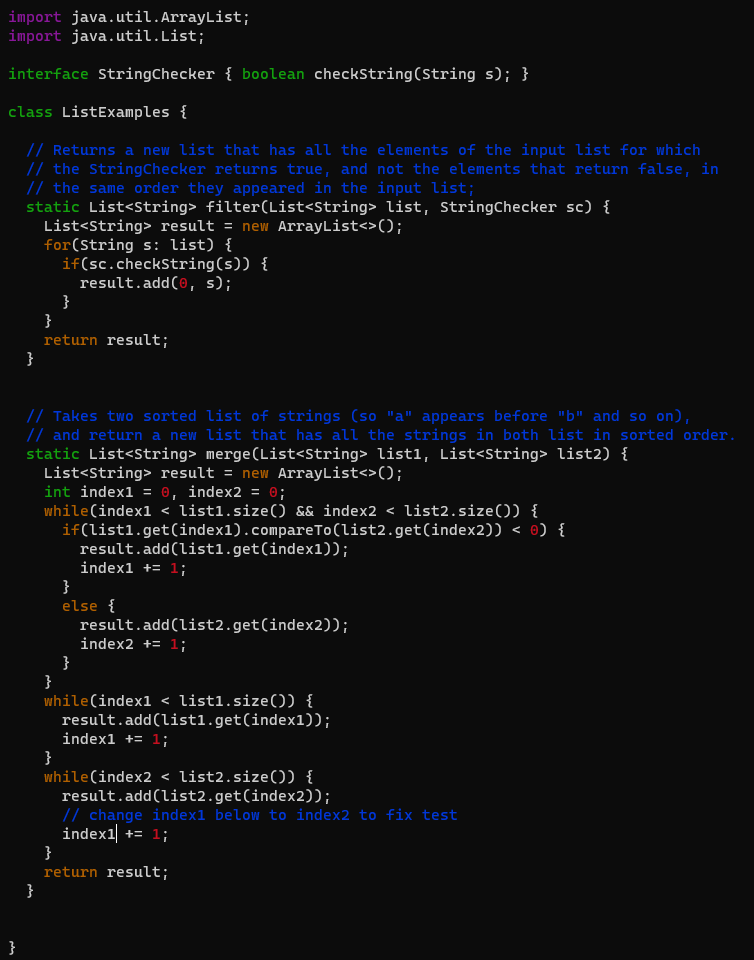 import java.util.ArrayList;
import java.util.List;

interface StringChecker { boolean checkString(String s); }

class ListExamples {

  // Returns a new list that has all the elements of the input list for which
  // the StringChecker returns true, and not the elements that return false, in
  // the same order they appeared in the input list;
  static List<String> filter(List<String> list, StringChecker sc) {
    List<String> result = new ArrayList<>();
    for(String s: list) {
      if(sc.checkString(s)) {
        result.add(0, s);
      }
    }
    return result;
  }


  // Takes two sorted list of strings (so "a" appears before "b" and so on),
  // and return a new list that has all the strings in both list in sorted order.
  static List<String> merge(List<String> list1, List<String> list2) {
    List<String> result = new ArrayList<>();
    int index1 = 0, index2 = 0;
    while(index1 < list1.size() && index2 < list2.size()) {
      if(list1.get(index1).compareTo(list2.get(index2)) < 0) {
        result.add(list1.get(index1));
        index1 += 1;
      }
      else {
        result.add(list2.get(index2));
        index2 += 1;
      }
    }
    while(index1 < list1.size()) {
      result.add(list1.get(index1));
      index1 += 1;
    }
    while(index2 < list2.size()) {
      result.add(list2.get(index2));
      // change index1 below to index2 to fix test
      index1 += 1;
    }
    return result;
  }


}